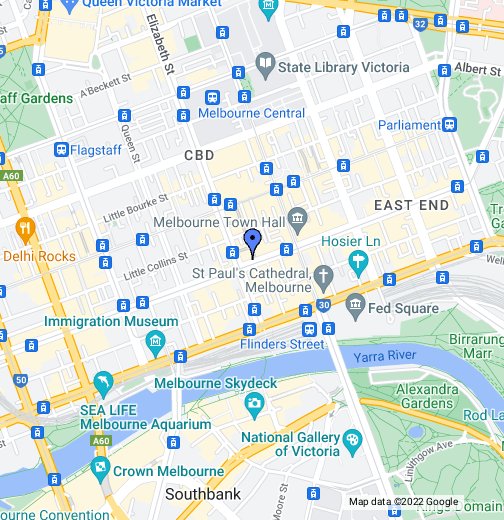 Queen Victoria Market
Elizabeth St
32
Albert St
A'Beckett St
State Library Victoria
aff Gardens
Melbourne Central
Parliament
Queen St
Flagstaff
CBD
A60
Little Bourke St
EAST END
Melbourne Town Hall
Delhi Rocks
Hosier Ln
Little Collins St
St Paul's Cathedral,
Melbourne
30
Fed Square
Immigration Museum
Flinders Street
Birrarung
Marr
Yarra River
50
Melbourne Skydeck
Alexandra
Gardens
SEA LIFE
Melbourne Aquarium
A60
National Gallery
of Victoria
Linlithgow Ave
Crown Melbourne
Southbank
Moore St
Map data ©2022 Google
ourne Convention
Kings Domain